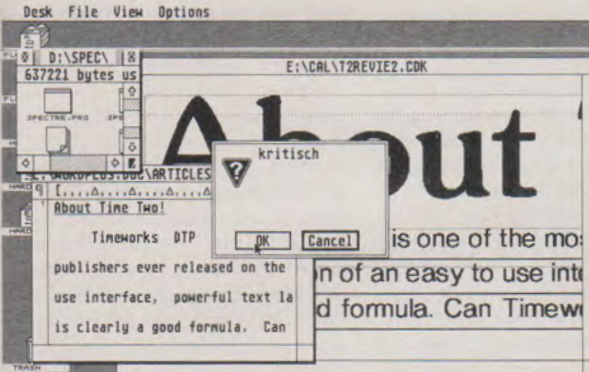 Desk File View Options
D:\SPEC\
637221 bytes us
E:\CAL\T2REVIE2.CDK
SPECTRE.PRG
About
kritisch
OK Cancel
About Time Two!
Timeworks DTP
publishers ever released on the
use interface, powerful text la
is clearly a good formula. Can
is one of the mo
n of an easy to use inte
d formula. Can Timew
TRASH